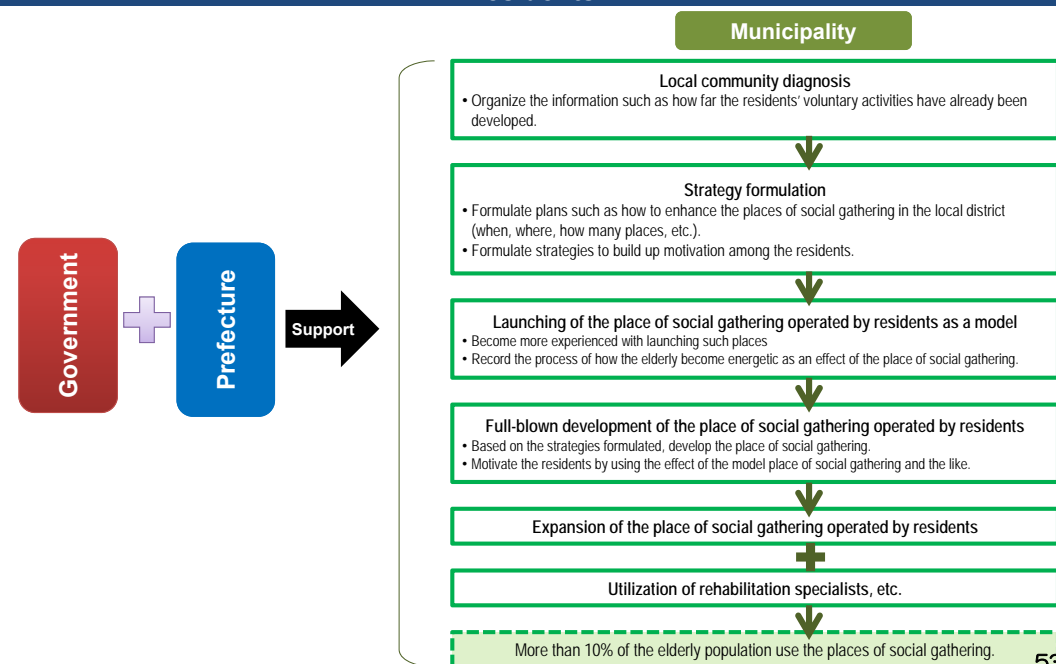 Municipality
Local community diagnosis
• Organize the information such as how far the residents' voluntary activities have already been
developed.
Strategy formulation
• Formulate plans such as how to enhance the places of social gathering in the local district
(when, where, how many places, etc.).
• Formulate strategies to build up motivation among the residents.
Government
Prefecture
Support
Launching of the place of social gathering operated by residents as a model
• Become more experienced with launching such places
• Record the process of how the elderly become energetic as an effect of the place of social gathering.
Full-blown development of the place of social gathering operated by residents
• Based on the strategies formulated, develop the place of social gathering.
• Motivate the residents by using the effect of the model place of social gathering and the like.
Expansion of the place of social gathering operated by residents
Utilization of rehabilitation specialists, etc.
More than 10% of the elderly population use the places of social gathering.